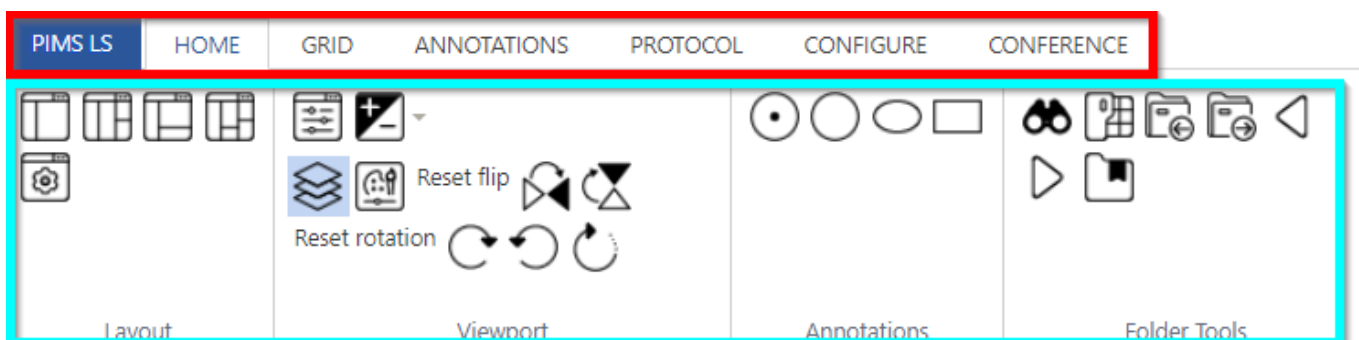 PIMS LS HOME GRID ANNOTATIONS PROTOCOL CONFIGURE CONFERENCE
Reset flip
Reset rotation
Layout Viewport Annotations Folder Tools